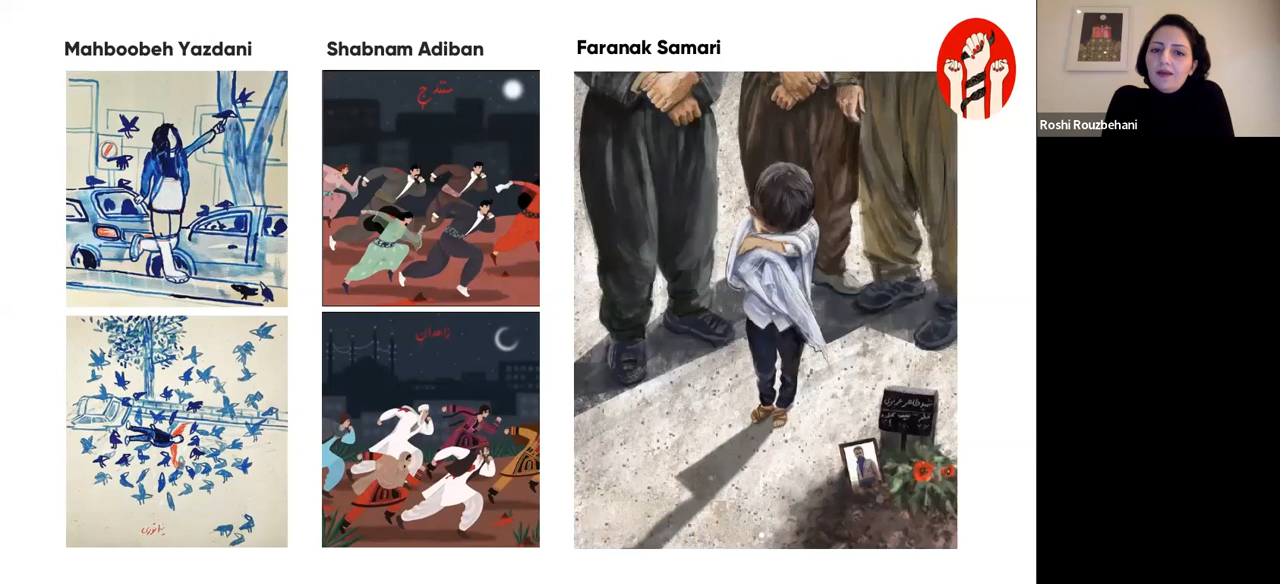 Mahboobeh Yazdani
Shabnam Adiban
Faranak Samari
سنندج
زاهدان
Roshi Rouzbehani